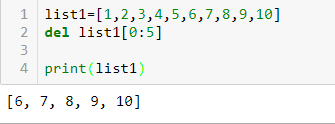 1 list1=[1,2,3,4,5,6,7,8,9,10]
2 del list1[0:5]
3
4 print(list1)
[6, 7, 8, 9, 10]